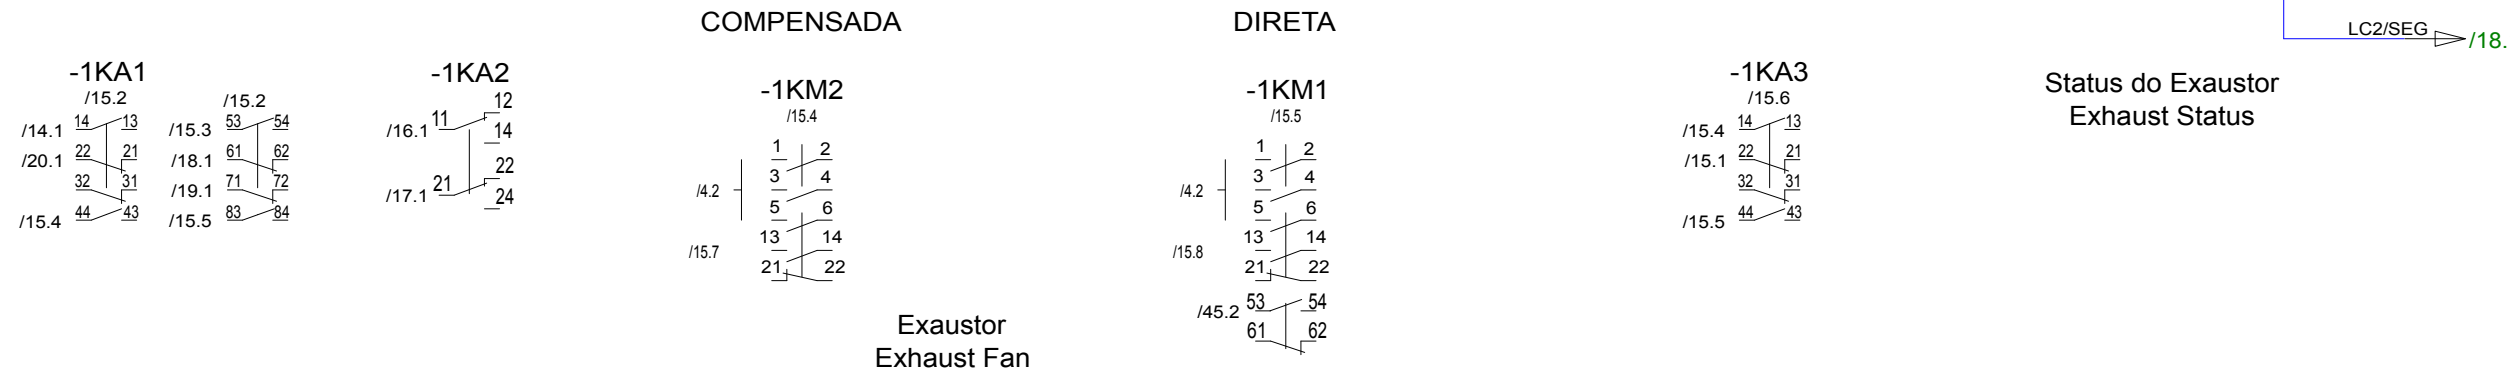 COMPENSADA
DIRETA
LC2/SEG
/18.
-1KA1
/15.2
/15.2
/14.1 14 13
/20.1 22 21
32 31
/15.4 44 43
/15.3 53 54
/18.1 61 62
/19.1 71 72
/15.5 83 84
-1KA2
12
/16.1 11
14
22
/17.1 21
24
-1KM2
/15.4
1 2
/4.2 3 4
5 6
/15.7 13 14
21 22
Exaustor
Exhaust Fan
-1KM1
/15.5
1 2
/4.2 3 4
5 6
/15.8 13 14
21 22
/45.2 53 54
61 62
-1KA3
/15.6
/15.4 14 13
/15.1 22 21
32 31
/15.5 44 43
Status do Exaustor
Exhaust Status